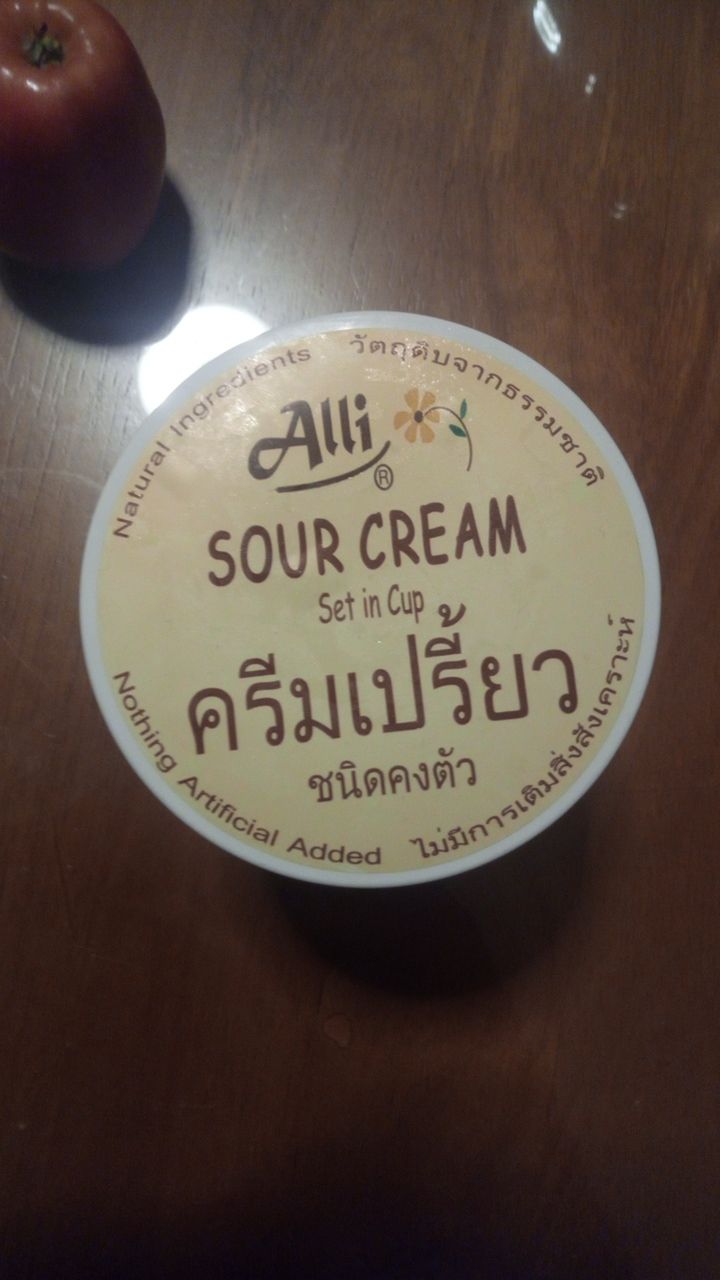 Natural Ingredients วัตถุดิบจากธรรมชาติ
Alli®
SOUR CREAM
Set in Cup
ครีมเปรี้ยว
ชนิดคงตัว
Nothing Artificial Added ไม่มีการเติมสิ่งสังเคราะห์